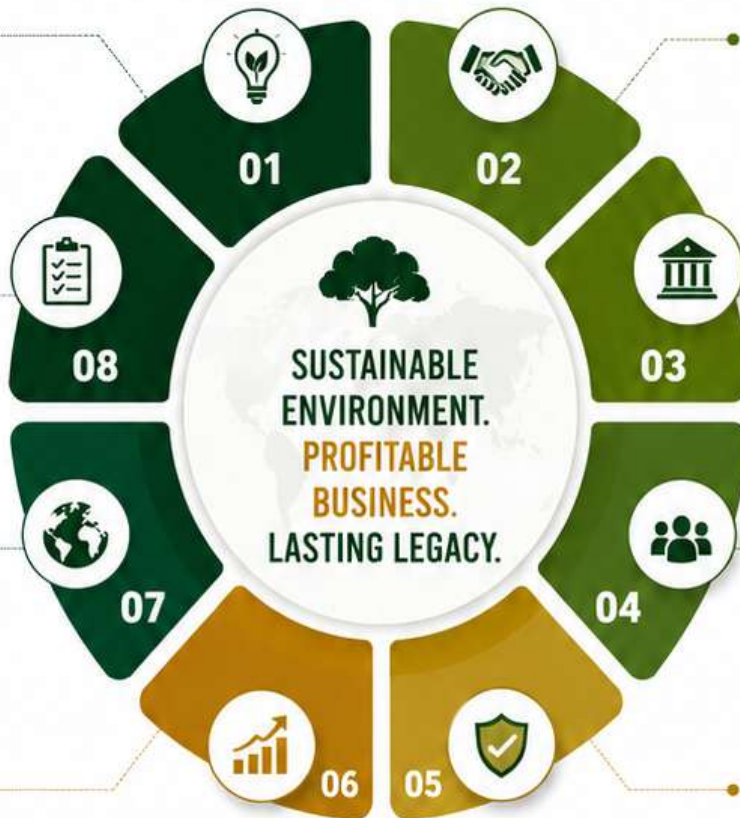 01
02
08
03
SUSTAINABLE
ENVIRONMENT.
PROFITABLE
BUSINESS.
LASTING LEGACY.
07
04
06
05